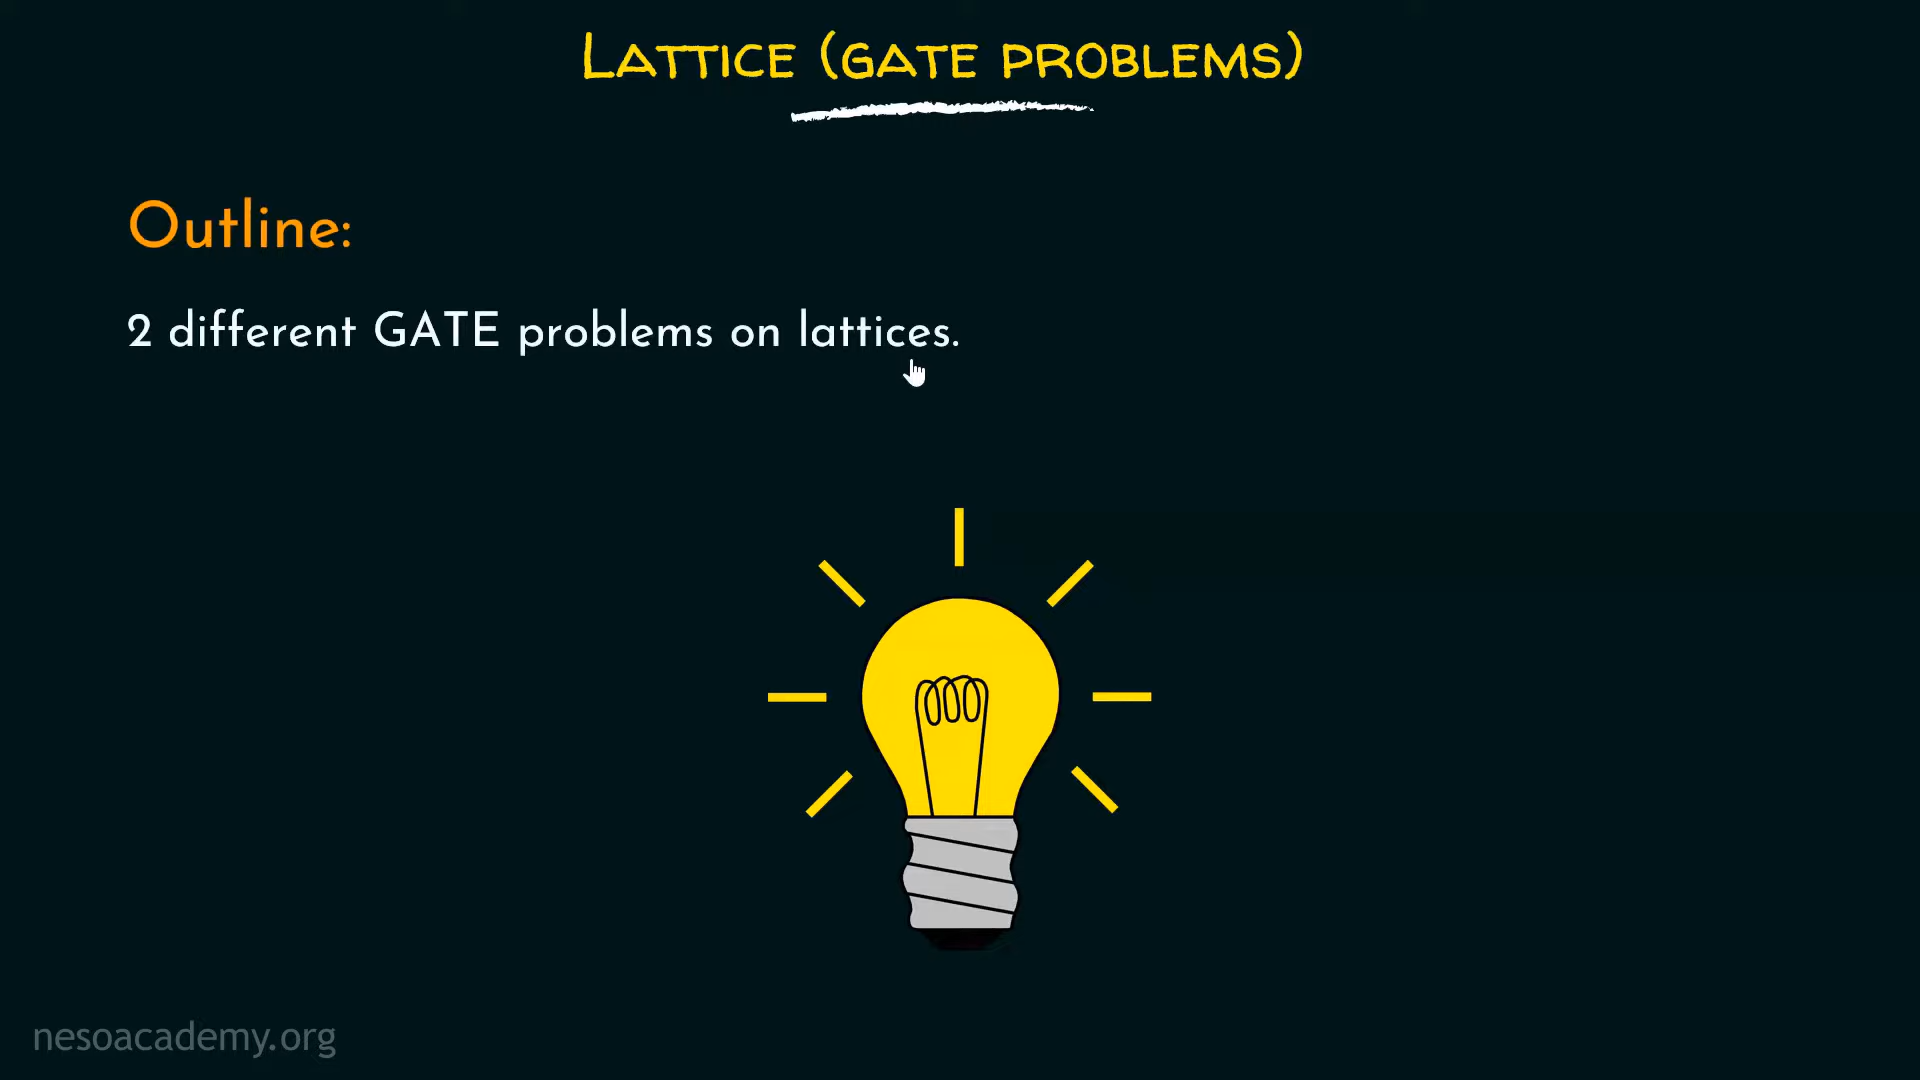 LATTICE (GATE PROBLEMS)
Outline:
2 different GATE problems on lattices.
nesoacademy.org